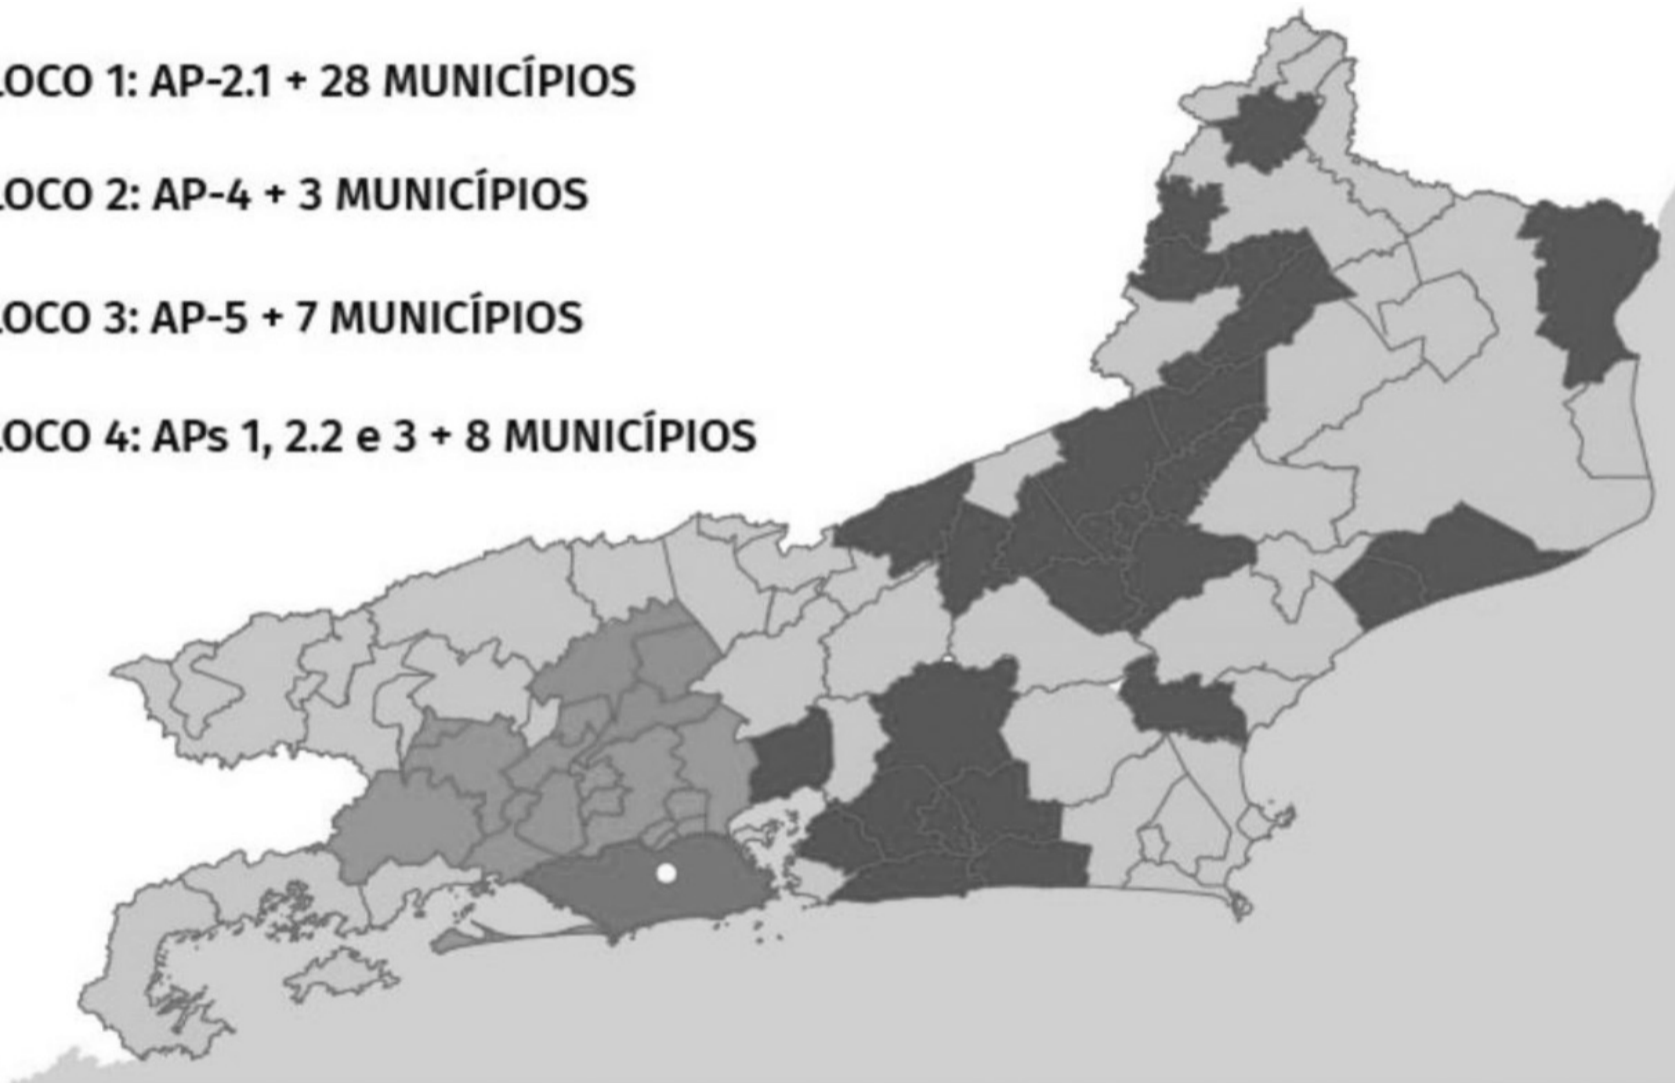 LOCO 1: AP-2.1 + 28 MUNICÍPIOS
LOCO 2: AP-4 + 3 MUNICÍPIOS
LOCO 3: AP-5 + 7 MUNICÍPIOS
LOCO 4: APs 1, 2.2 e 3 + 8 MUNICÍPIOS